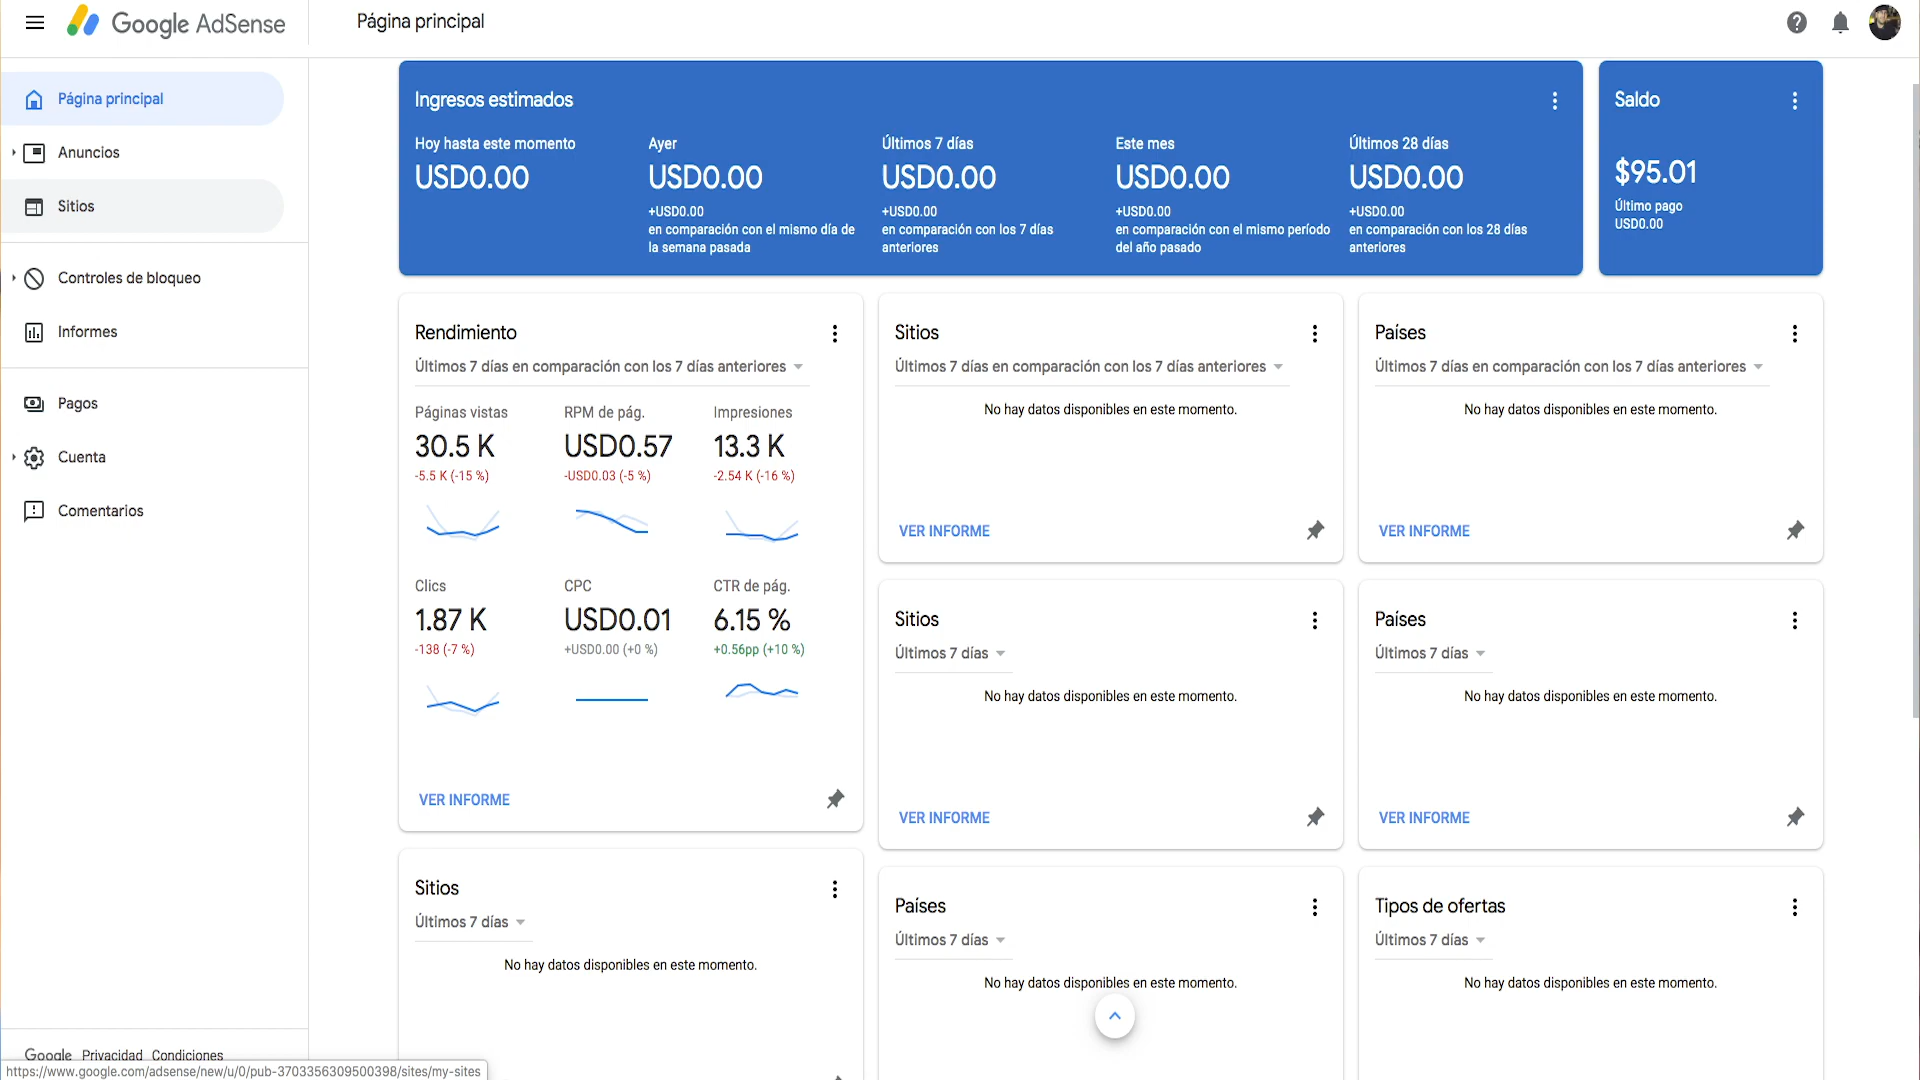 Google AdSense
Página principal
Página principal
Anuncios
Sitios
Controles de bloqueo
Informes
Pagos
Cuenta
Comentarios
Ingresos estimados
Hoy hasta este momento
USD0.00
Ayer
USD0.00
+USD0.00
en comparación con el mismo día de
la semana pasada
Últimos 7 días
USD0.00
+USD0.00
en comparación con los 7 días
anteriores
Este mes
USD0.00
+USD0.00
en comparación con el mismo período
del año pasado
Últimos 28 días
USD0.00
+USD0.00
en comparación con los 28 días
anteriores
Saldo
$95.01
Último pago
USD0.00
Rendimiento
Últimos 7 días en comparación con los 7 días anteriores
Páginas vistas
30.5 K
-5.5 K (-15 %)
RPM de pág.
USD0.57
-USD0.03 (-5 %)
Impresiones
13.3 K
-2.54 K (-16 %)
Clics
1.87 K
-138 (-7 %)
CPC
USD0.01
+USD0.00 (+0 %)
CTR de pág.
6.15 %
+0.56pp (+10 %)
VER INFORME
Sitios
Últimos 7 días en comparación con los 7 días anteriores
No hay datos disponibles en este momento.
VER INFORME
Países
Últimos 7 días en comparación con los 7 días anteriores
No hay datos disponibles en este momento.
VER INFORME
Sitios
Últimos 7 días
No hay datos disponibles en este momento.
VER INFORME
Países
Últimos 7 días
No hay datos disponibles en este momento.
VER INFORME
Sitios
Últimos 7 días
No hay datos disponibles en este momento.
Países
Últimos 7 días
No hay datos disponibles en este momento.
Tipos de ofertas
Últimos 7 días
No hay datos disponibles en este momento.
Google Privacidad Condiciones
https://www.google.com/adsense/new/u/0/pub-3703356309500398/sites/my-sites